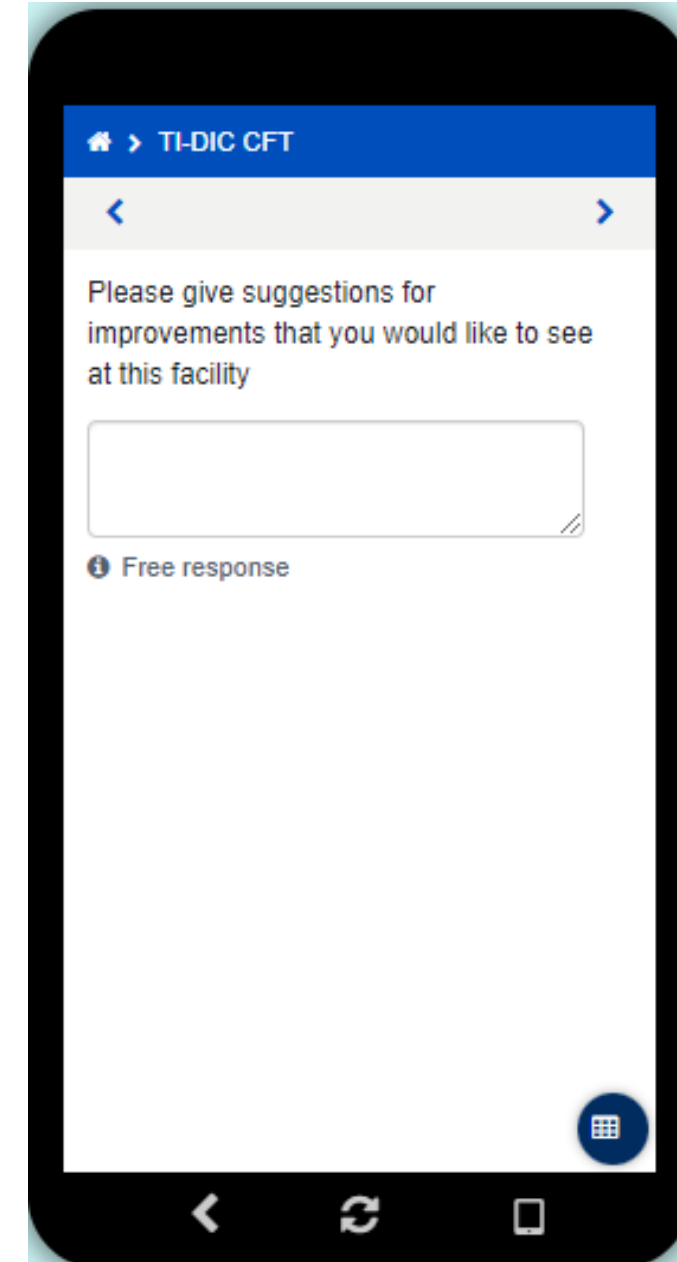 TI-DIC CFT
Please give suggestions for
improvements that you would like to see
at this facility
Free response